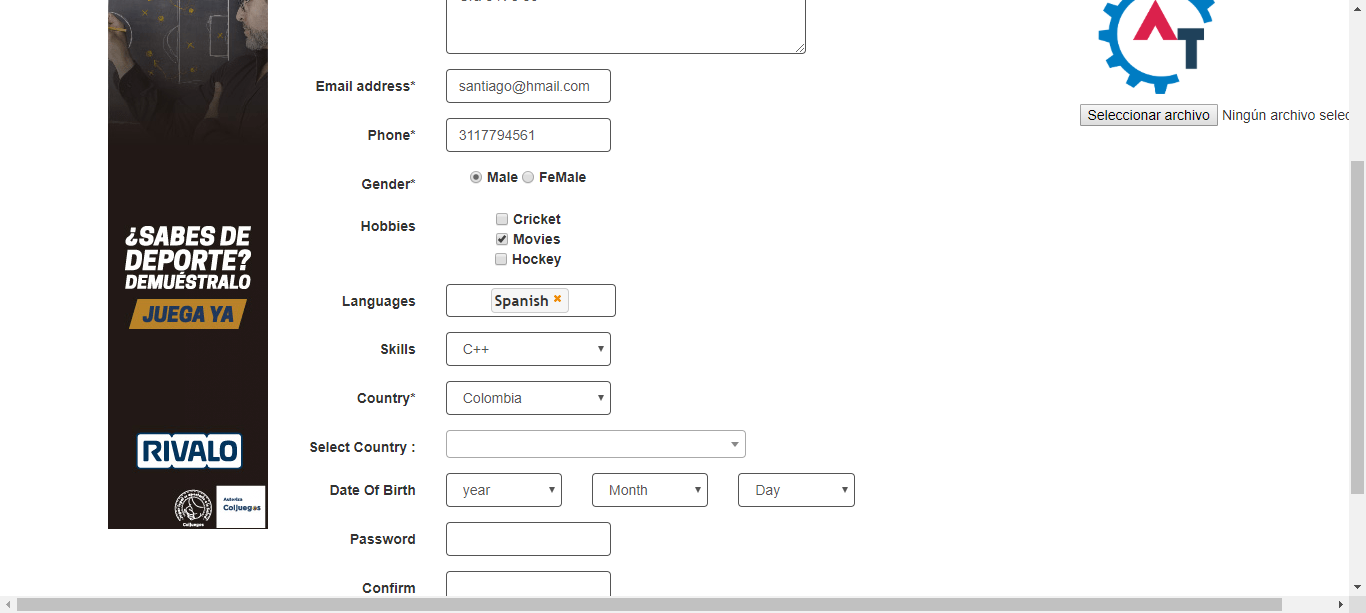 Email address*
santiago@hmail.com
Phone*
3117794561
Gender*
Male FeMale
Hobbies
Cricket
Movies
Hockey
Languages
Spanish
Skills
C++
Country*
Colombia
Select Country :
Date Of Birth
year Month Day
Password
Confirm
¿SABES DE
DEPORTE?
DEMUÉSTRALO
JUEGA YA
RIVALO
Autoriza
Coljuegos
Coljuegos
AT
Seleccionar archivo Ningún archivo selec